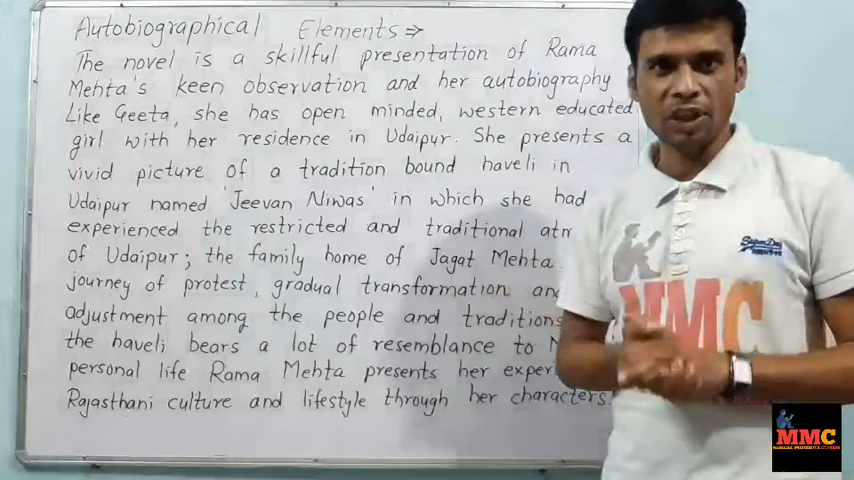 Autobiographical Elements ⇒
The novel is a skillful presentation of Rama
Mehta's keen observation and her autobiography
Like Geeta, she has open minded, western educated
girl with her residence in Udaipur. She presents a
vivid picture of a tradition bound haveli in
Udaipur named 'Jeevan Niwas' in which she had
experienced the restricted and traditional
of Udaipur; the family home of Jagat Mehta.
journey of protest, gradual transformation
adjustment among the people and
the haveli bears a lot of resemblance to
personal life Rama Mehta presents her
Rajasthani culture and lifestyle through her characters.
SuperDry
MMC
MMC